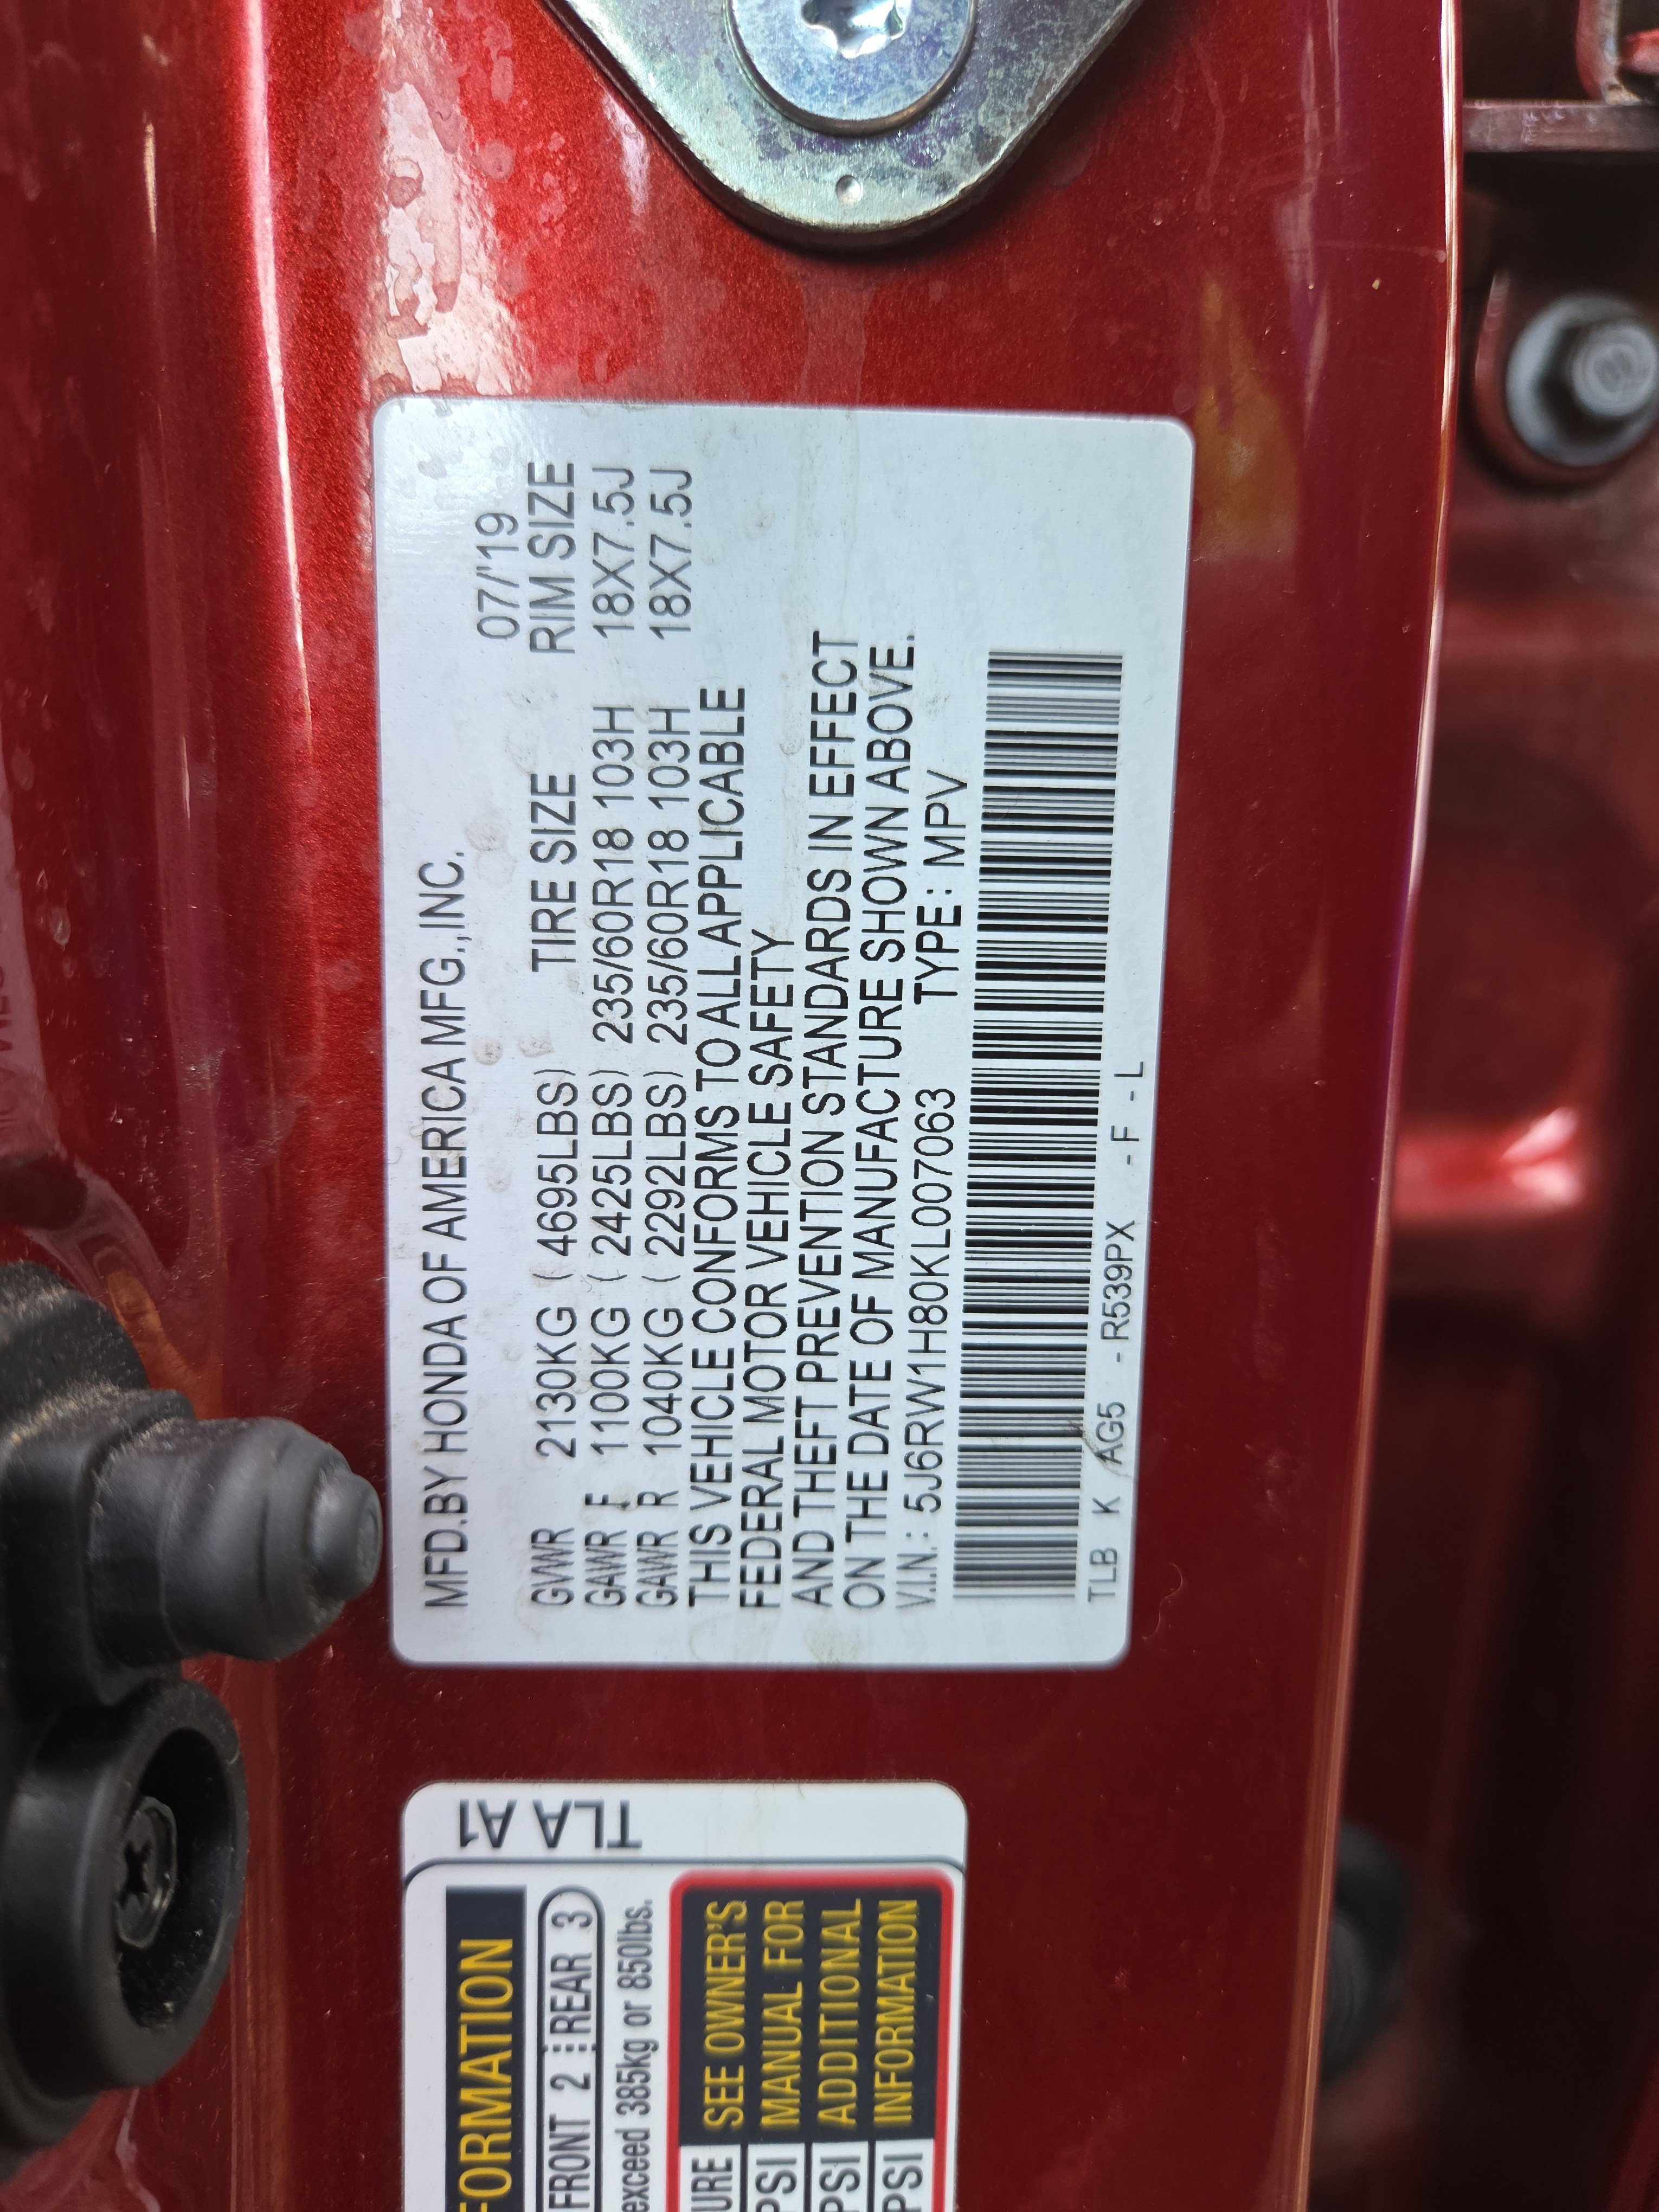 MFD.BY HONDA OF AMERICA MFG.,INC.
07/'19
TIRE SIZE RIM SIZE
GVWR 2130KG ( 4695LBS)
GAWR F 1100KG ( 2425LBS) 235/60R18 103H 18X7.5J
GAWR R 1040KG ( 2292LBS) 235/60R18 103H 18X7.5J
THIS VEHICLE CONFORMS TO ALL APPLICABLE
FEDERAL MOTOR VEHICLE SAFETY
AND THEFT PREVENTION STANDARDS IN EFFECT
ON THE DATE OF MANUFACTURE SHOWN ABOVE.
V.I.N.: 5J6RW1H80KL007063 TYPE : MPV
TLB K AG5 - R539PX - F - L
TLA A1
FRONT 2 REAR 3
exceed 385kg or 850lbs.
SEE OWNER'S
MANUAL FOR
ADDITIONAL
INFORMATION
PSI
PSI
PSI